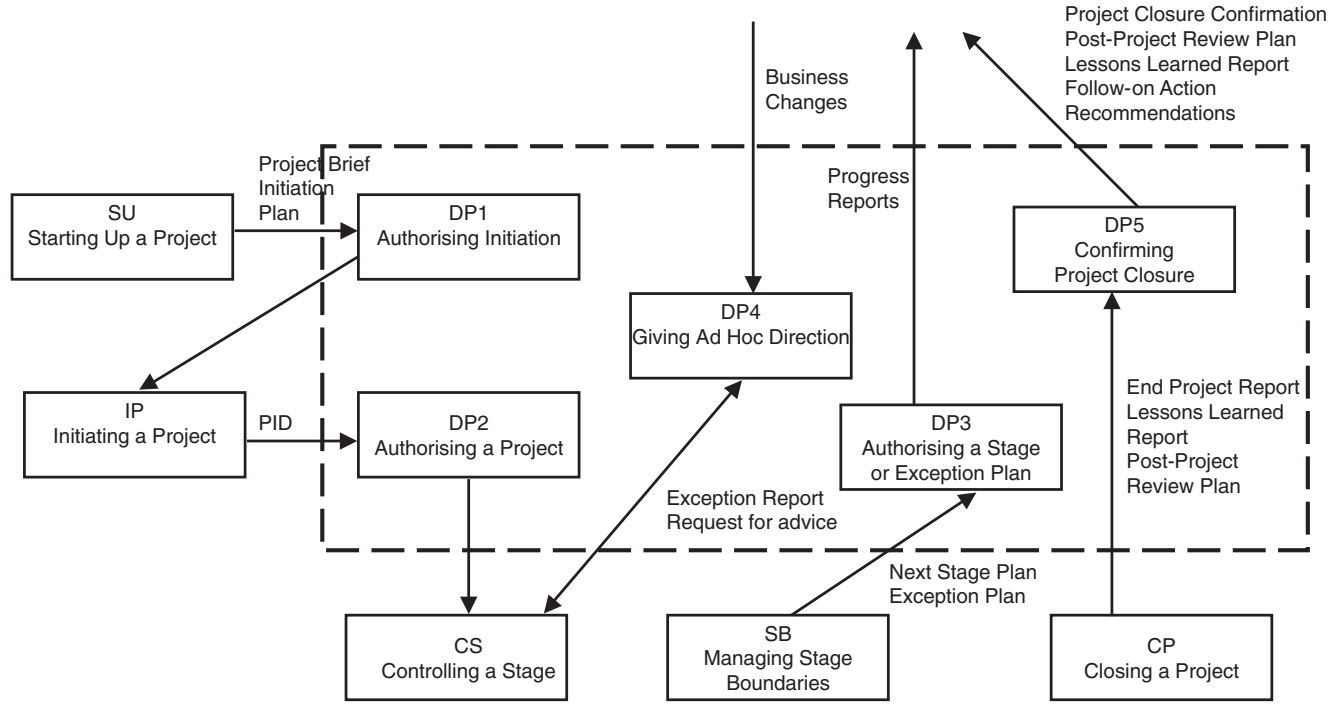 Project Closure Confirmation
Post-Project Review Plan
Lessons Learned Report
Follow-on Action
Recommendations
Business
Changes
Project Brief
Initiation
Plan
Progress
Reports
SU
Starting Up a Project
DP1
Authorising Initiation
DP5
Confirming
Project Closure
DP4
Giving Ad Hoc Direction
IP
Initiating a Project
PID
DP2
Authorising a Project
DP3
Authorising a Stage
or Exception Plan
End Project Report
Lessons Learned
Report
Post-Project
Review Plan
Exception Report
Request for advice
Next Stage Plan
Exception Plan
CS
Controlling a Stage
SB
Managing Stage
Boundaries
CP
Closing a Project